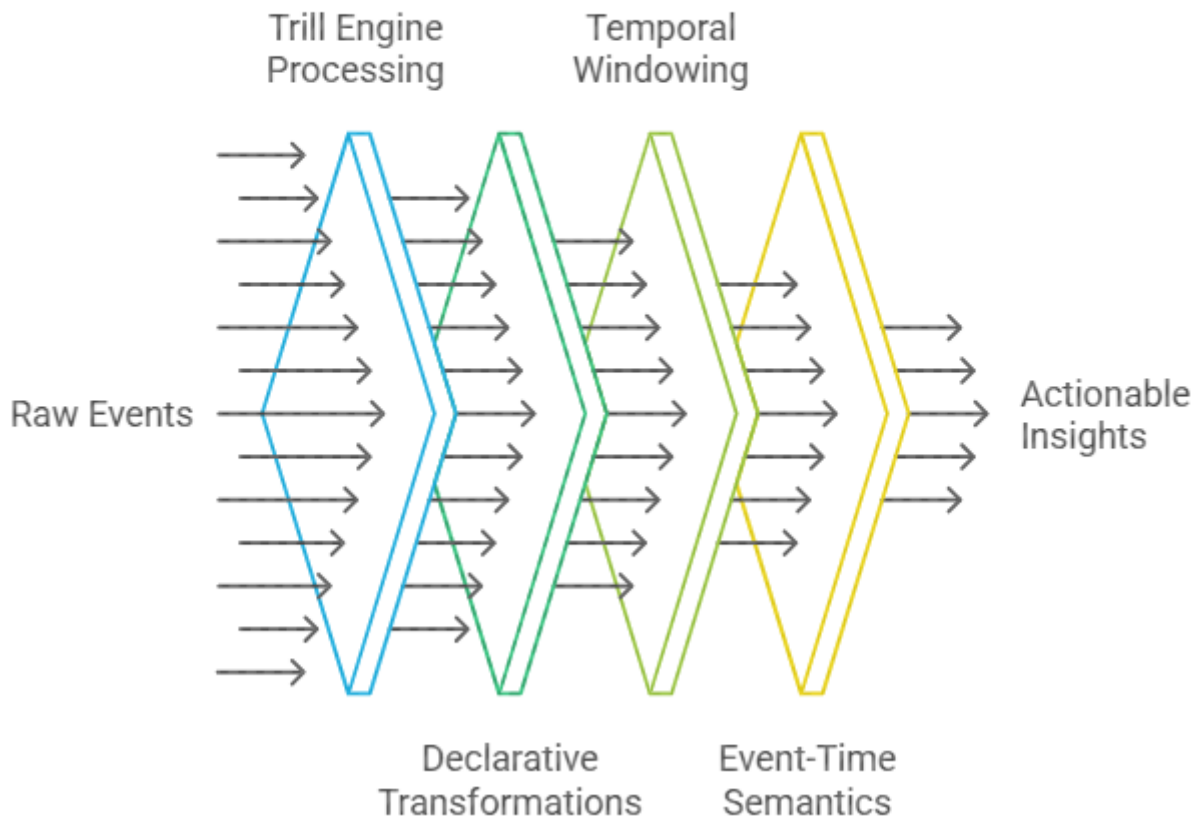 Trill Engine
Processing
Temporal
Windowing
Raw Events
Actionable
Insights
Declarative
Transformations
Event-Time
Semantics